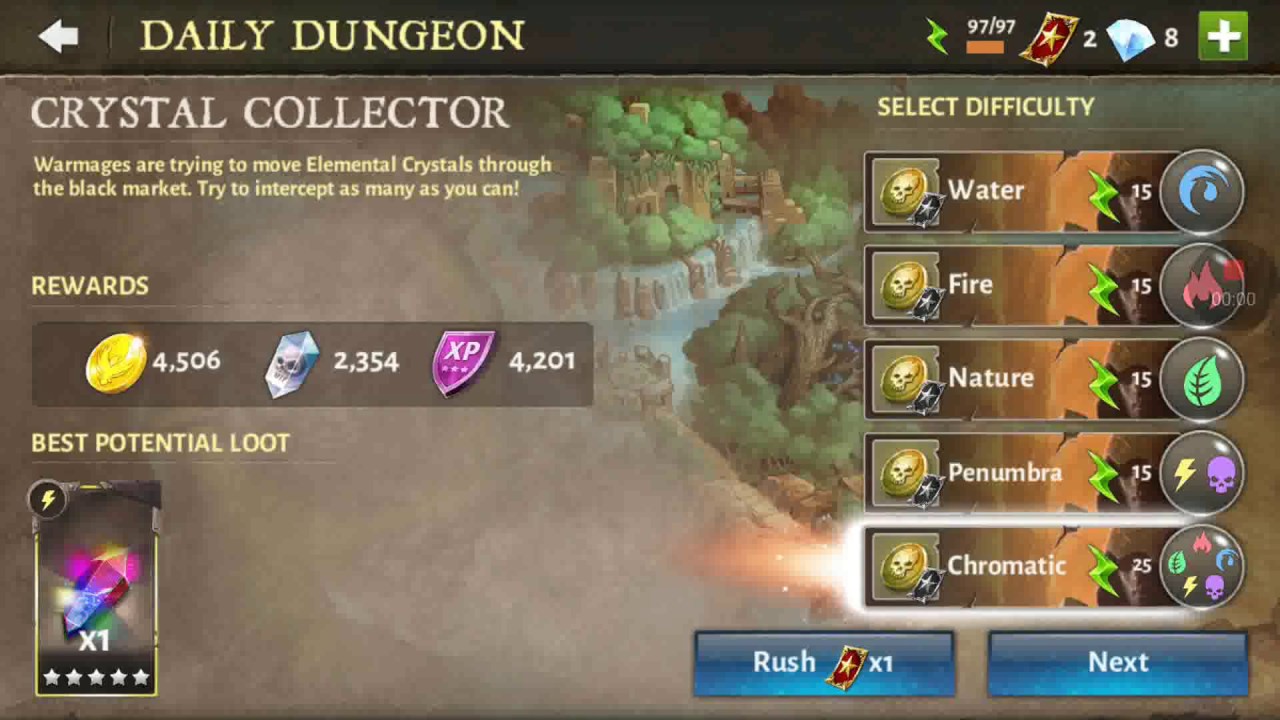 DAILY DUNGEON
97/97
2
8
CRYSTAL COLLECTOR
Warmages are trying to move Elemental Crystals through
the black market. Try to intercept as many as you can!
REWARDS
4,506
2,354
XP
4,201
BEST POTENTIAL LOOT
X1
SELECT DIFFICULTY
Water 15
Fire 15
00:00
Nature 15
Penumbra 15
Chromatic 25
Rush x1
Next